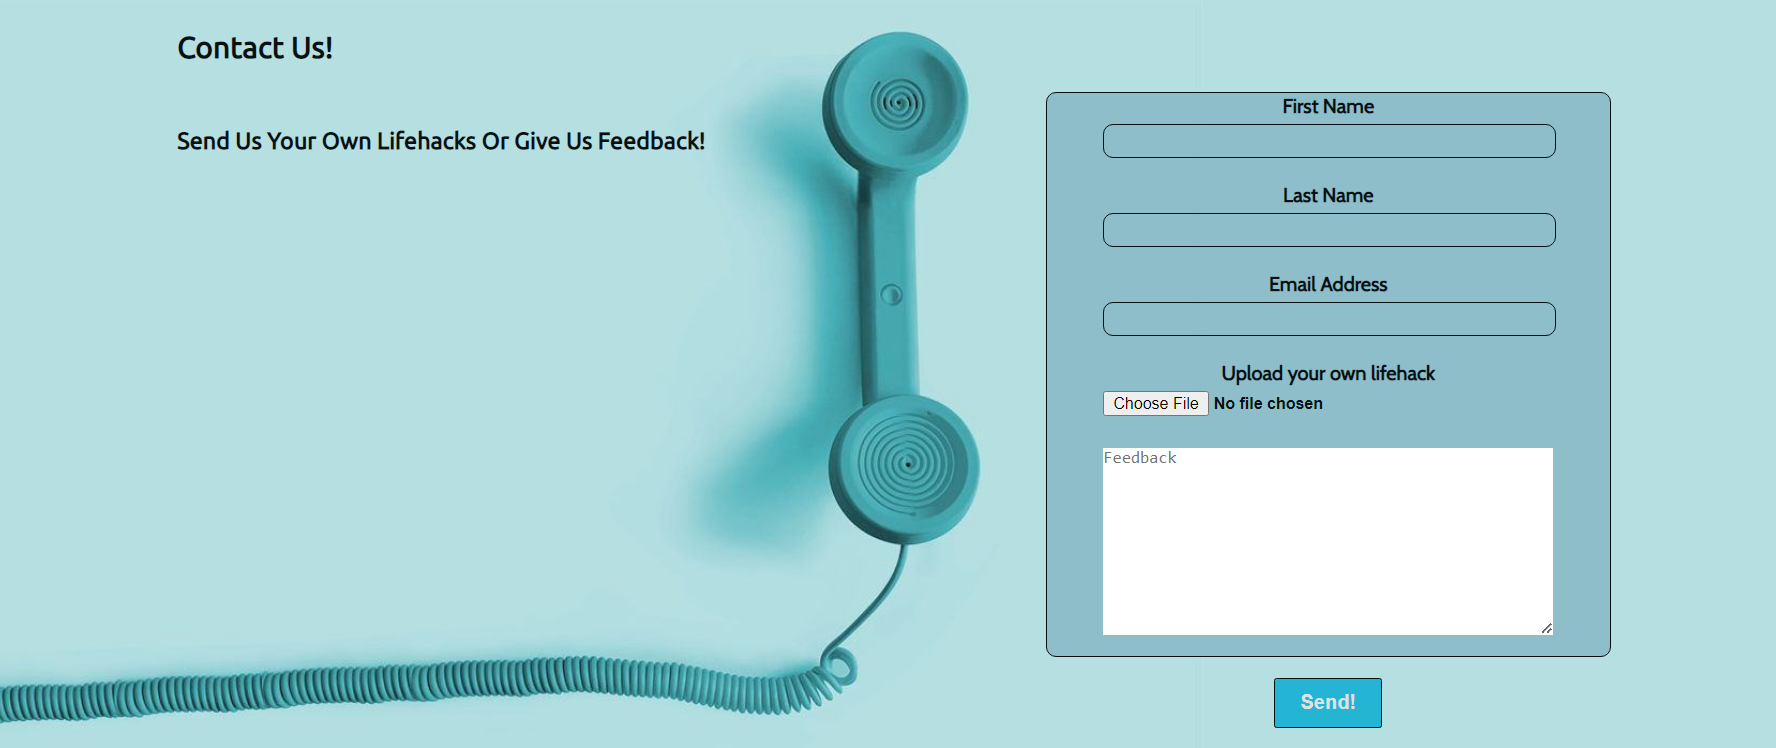 Contact Us!
Send Us Your Own Lifehacks Or Give Us Feedback!
First Name
Last Name
Email Address
Upload your own lifehack
Choose File No file chosen
Feedback
Send!